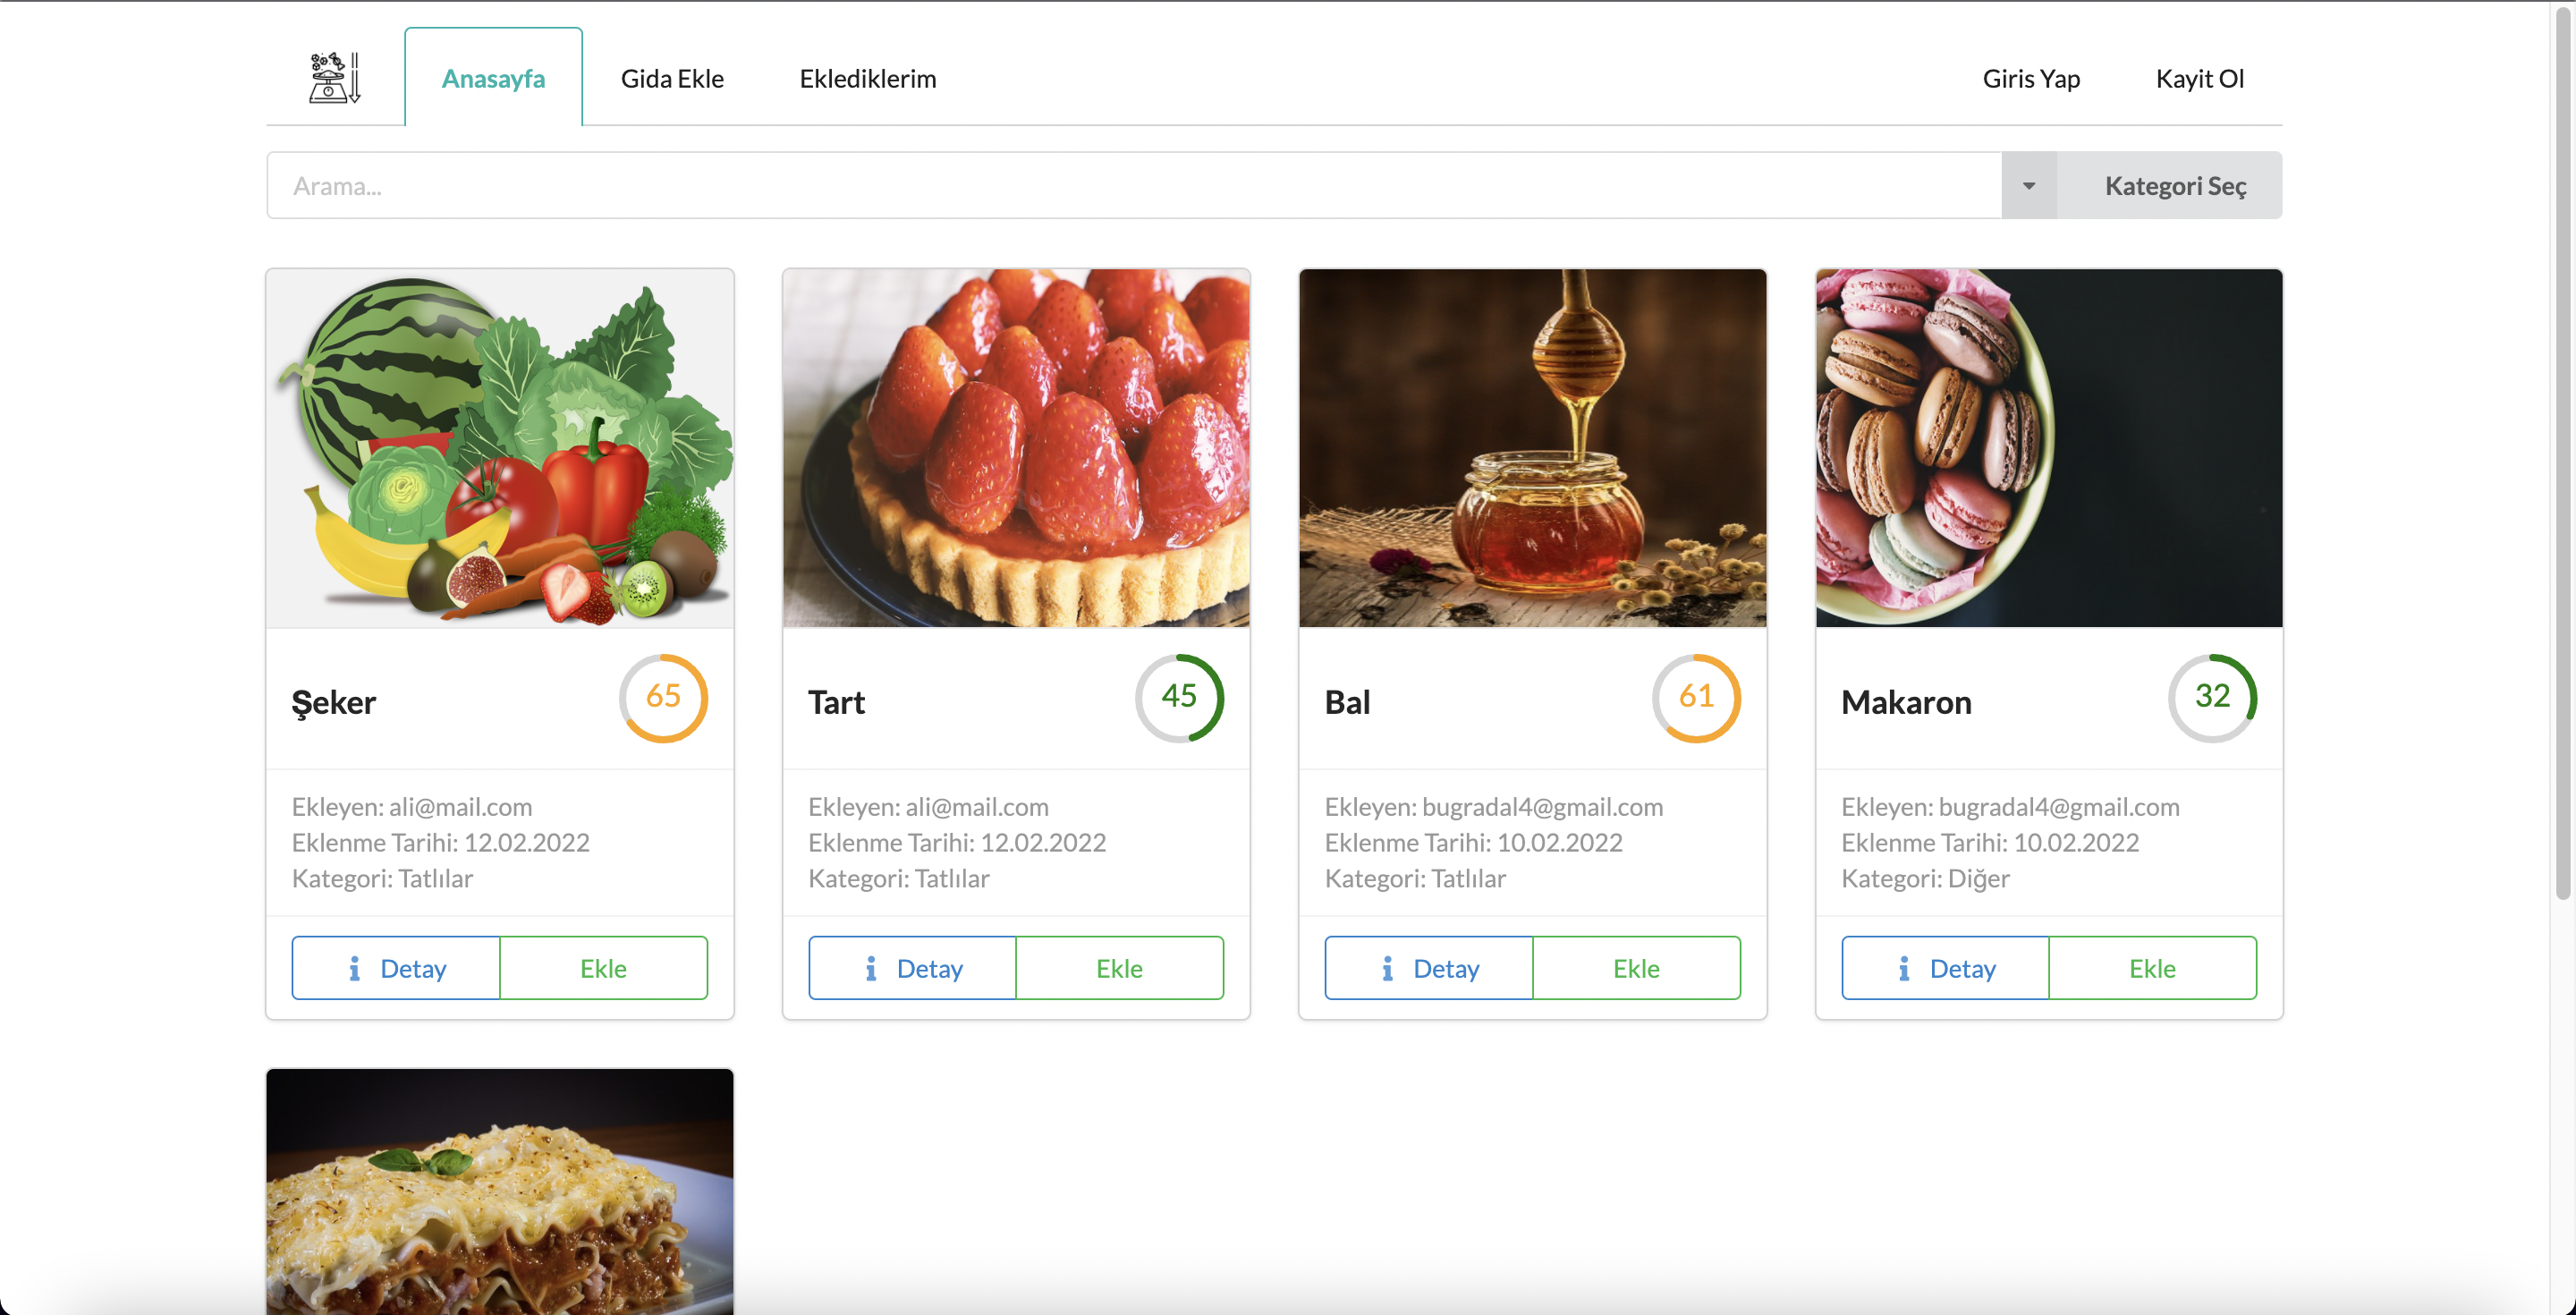 Anasayfa
Gida Ekle
Eklediklerim
Giris Yap
Kayit Ol
Arama...
Kategori Seç
Şeker
65
Ekleyen: ali@mail.com
Eklenme Tarihi: 12.02.2022
Kategori: Tatlılar
Detay
Ekle
Tart
45
Ekleyen: ali@mail.com
Eklenme Tarihi: 12.02.2022
Kategori: Tatlılar
Detay
Ekle
Bal
61
Ekleyen: bugradal4@gmail.com
Eklenme Tarihi: 10.02.2022
Kategori: Tatlılar
Detay
Ekle
Makaron
32
Ekleyen: bugradal4@gmail.com
Eklenme Tarihi: 10.02.2022
Kategori: Diğer
Detay
Ekle